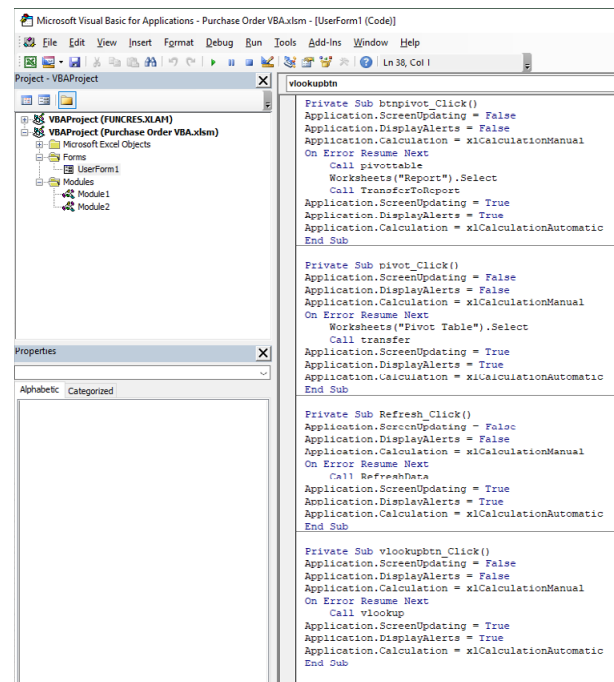 Microsoft Visual Basic for Applications - Purchase Order VBA.xlsm - [UserForm1 (Code)]
File Edit View Insert Format Debug Run Tools Add-Ins Window Help
Ln 38, Col 1
Project - VBAProject
VBAProject (FUNCRES.XLAM)
VBAProject (Purchase Order VBA.xlsm)
Microsoft Excel Objects
Forms
UserForm1
Modules
Module1
Module2
Properties
Alphabetic Categorized
vlookupbtn
Private Sub btnpivot_Click()
Application.ScreenUpdating = False
Application.DisplayAlerts = False
Application.Calculation = xlCalculationManual
On Error Resume Next
Call pivottable
Worksheets("Report").Select
Call TransferToReport
Application.ScreenUpdating = True
Application.DisplayAlerts = True
Application.Calculation = xlCalculationAutomatic
End Sub
Private Sub pivot_Click()
Application.ScreenUpdating = False
Application.DisplayAlerts = False
Application.Calculation = xlCalculationManual
On Error Resume Next
Worksheets("Pivot Table").Select
Call transfer
Application.ScreenUpdating = True
Application.DisplayAlerts = True
Application.Calculation = xlCalculationAutomatic
End Sub
Private Sub Refresh_Click()
Application.ScreenUpdating = False
Application.DisplayAlerts = False
Application.Calculation = xlCalculationManual
On Error Resume Next
Call RefreshData
Application.ScreenUpdating = True
Application.DisplayAlerts = True
Application.Calculation = xlCalculationAutomatic
End Sub
Private Sub vlookupbtn_Click()
Application.ScreenUpdating = False
Application.DisplayAlerts = False
Application.Calculation = xlCalculationManual
On Error Resume Next
Call vlookup
Application.ScreenUpdating = True
Application.DisplayAlerts = True
Application.Calculation = xlCalculationAutomatic
End Sub